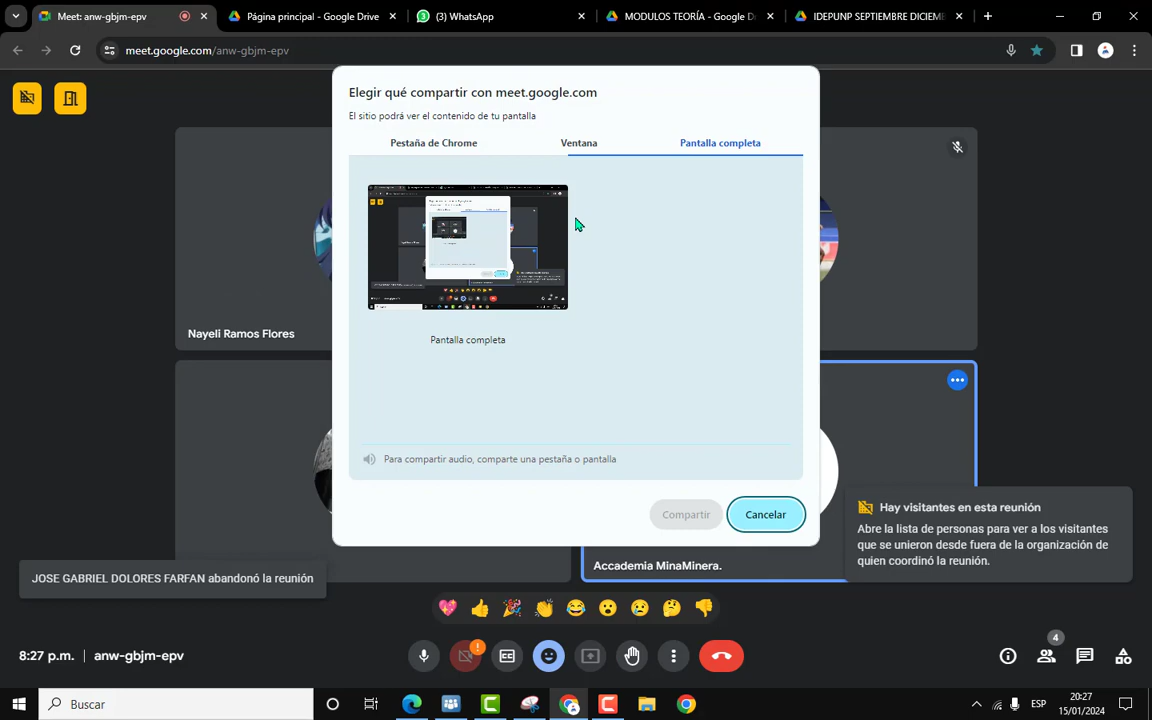 Meet: anw-gbjm-epv
Página principal - Google Drive
(3) WhatsApp
MODULOS TEORÍA - Google D
IDEPUNP SEPTIEMBRE DICIEM
meet.google.com/anw-gbjm-epv
Elegir qué compartir con meet.google.com
El sitio podrá ver el contenido de tu pantalla
Pestaña de Chrome
Ventana
Pantalla completa
Pantalla completa
Para compartir audio, comparte una pestaña o pantalla
Compartir
Cancelar
Nayeli Ramos Flores
Accademia MinaMinera.
Hay visitantes en esta reunión
Abre la lista de personas para ver a los visitantes
que se unieron desde fuera de la organización de
quien coordinó la reunión.
JOSE GABRIEL DOLORES FARFAN abandonó la reunión
8:27 p.m.
anw-gbjm-epv
4
Buscar
ESP
20:27
15/01/2024